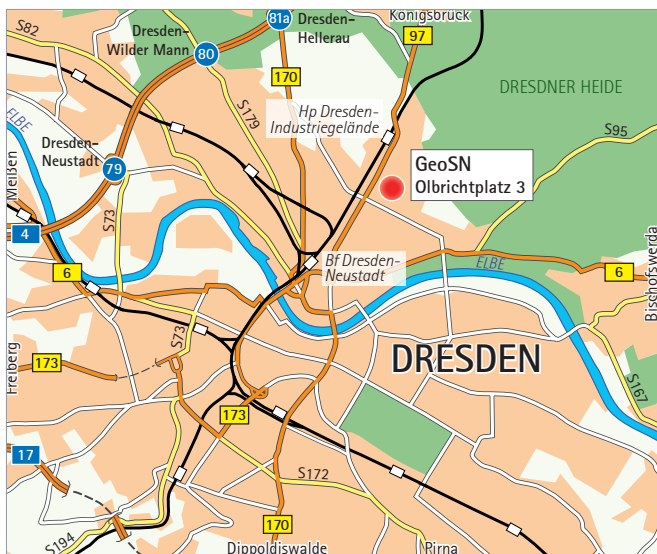 81a
Dresden-
Hellerau
Königsbrück
S82
Dresden-
Wilder Mann
80
97
170
DRESDNER HEIDE
S179
Hp Dresden-
Industriegelände
ELBE
S95
Dresden-
Neustadt
79
GeoSN
Olbrichtplatz 3
Meißen
S73
4
6
Bf Dresden-
Neustadt
ELBE
6
Bischofswerda
S73
DRESDEN
173
Freiberg
S167
173
17
S172
S194
170
Dippoldiswalde
Pirna